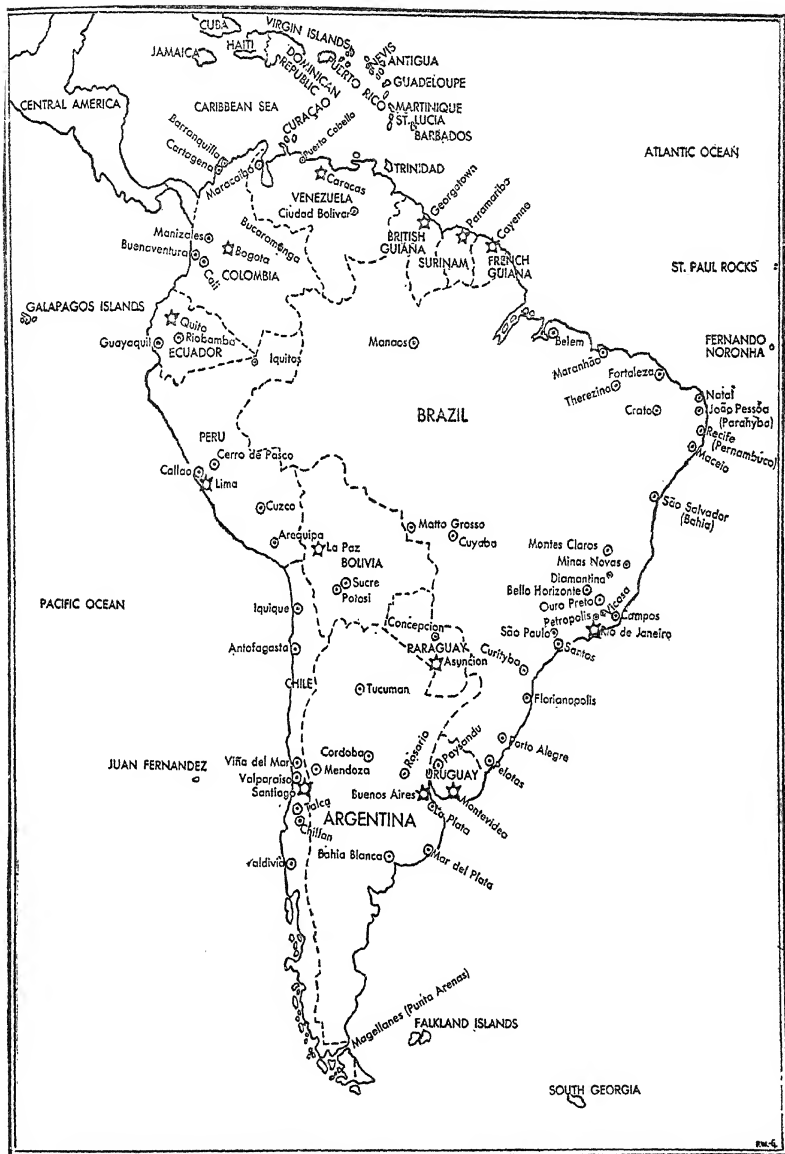 CUBA
VIRGIN ISLANDS
NEVIS
ANTIGUA
JAMAICA
HAITI
DOMINICAN
REPUBLIC
PUERTO RICO
GUADELOUPE
CENTRAL AMERICA
CARIBBEAN SEA
CURAÇAO
MARTINIQUE
ST. LUCIA
BARBADOS
Barranquilla
Cartagena
Maracaibo
Puerto Cabello
TRINIDAD
ATLANTIC OCEAN
Caracas
VENEZUELA
Ciudad Bolivar
Georgetown
Paramaribo
Cayenne
Manizales
Buenaventura
Bucaramonga
Bogota
Cali
COLOMBIA
BRITISH
GUIANA
SURINAM
FRENCH
GUIANA
ST. PAUL ROCKS
GALAPAGOS ISLANDS
Quito
Riobamba
Guayaquil
ECUADOR
Iquitos
Manaos
Belem
Maranhão
FERNANDO
NORONHA
Fortaleza
Therezina
Crato
Natal
João Pessôa
(Parahyba)
Recife
(Pernambuco)
Maceio
BRAZIL
PERU
Cerro de Pasco
Callao
Lima
Cuzco
São Salvador
(Bahia)
Arequipa
La Paz
BOLIVIA
Matto Grosso
Cuyaba
Montes Claros
Minas Novas
Diamantina
Bello Horizonte
Sucre
Potosi
Ouro Preto
Vicosa
PACIFIC OCEAN
Iquique
Petropolis
Campos
Concepcion
São Paulo
Rio de Janeiro
Santos
Antofagasta
PARAGUAY
Asuncion
Curityba
CHILE
Tucuman
Florianopolis
JUAN FERNANDEZ
Viña del Mar
Cordoba
Mendoza
Rosario
Paysandu
Porto Alegre
Valparaiso
Santiago
URUGUAY
Pelotas
Buenos Aires
La Plata
Montevideo
Talca
Chillan
ARGENTINA
Valdivia
Bahia Blanca
Mar del Plata
Magellanes (Punta Arenas)
FALKLAND ISLANDS
SOUTH GEORGIA